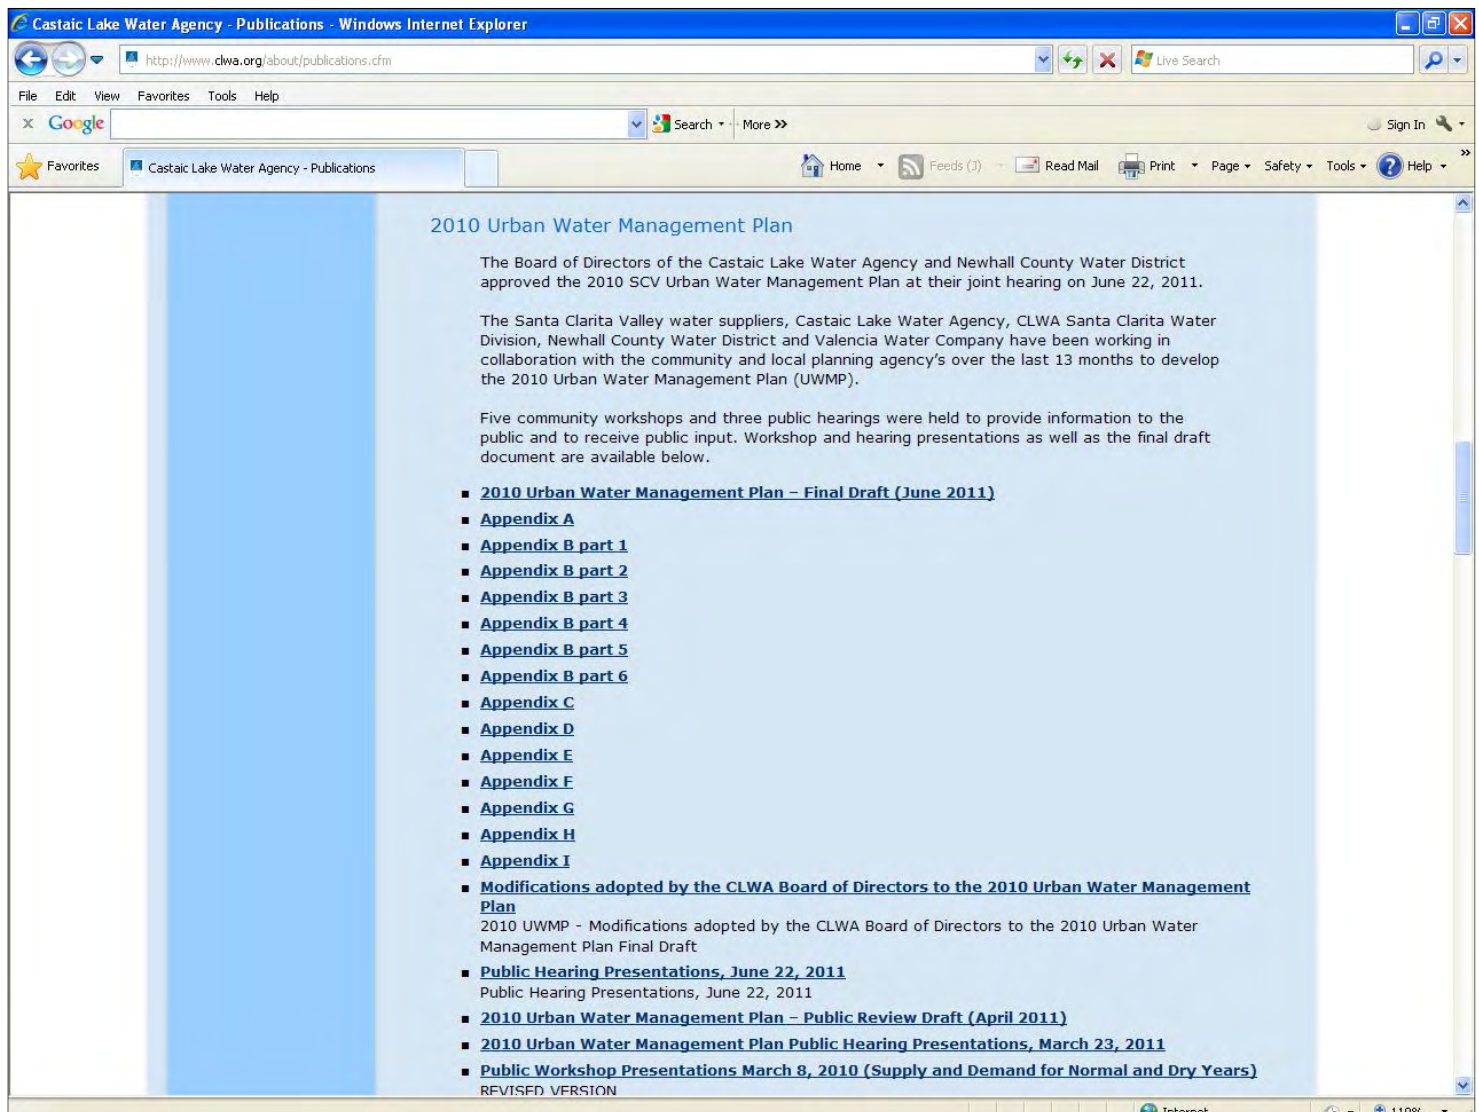 Castaic Lake Water Agency - Publications - Windows Internet Explorer
http://www.clwa.org/about/publications.cfm
Live Search
File Edit View Favorites Tools Help
x Google
Search
More »
Sign In
Favorites
Castaic Lake Water Agency - Publications
Home Feeds (J) Read Mail Print Page Safety Tools Help »
2010 Urban Water Management Plan
The Board of Directors of the Castaic Lake Water Agency and Newhall County Water District
approved the 2010 SCV Urban Water Management Plan at their joint hearing on June 22, 2011.
The Santa Clarita Valley water suppliers, Castaic Lake Water Agency, CLWA Santa Clarita Water
Division, Newhall County Water District and Valencia Water Company have been working in
collaboration with the community and local planning agency's over the last 13 months to develop
the 2010 Urban Water Management Plan (UWMP).
Five community workshops and three public hearings were held to provide information to the
public and to receive public input. Workshop and hearing presentations as well as the final draft
document are available below.
▪ 2010 Urban Water Management Plan – Final Draft (June 2011)
▪ Appendix A
▪ Appendix B part 1
▪ Appendix B part 2
▪ Appendix B part 3
▪ Appendix B part 4
▪ Appendix B part 5
▪ Appendix B part 6
▪ Appendix C
▪ Appendix D
▪ Appendix E
▪ Appendix F
▪ Appendix G
▪ Appendix H
▪ Appendix I
▪ Modifications adopted by the CLWA Board of Directors to the 2010 Urban Water Management
Plan
2010 UWMP - Modifications adopted by the CLWA Board of Directors to the 2010 Urban Water
Management Plan Final Draft
▪ Public Hearing Presentations, June 22, 2011
Public Hearing Presentations, June 22, 2011
▪ 2010 Urban Water Management Plan – Public Review Draft (April 2011)
▪ 2010 Urban Water Management Plan Public Hearing Presentations, March 23, 2011
▪ Public Workshop Presentations March 8, 2010 (Supply and Demand for Normal and Dry Years)
REVISED VERSION
Internet 110%